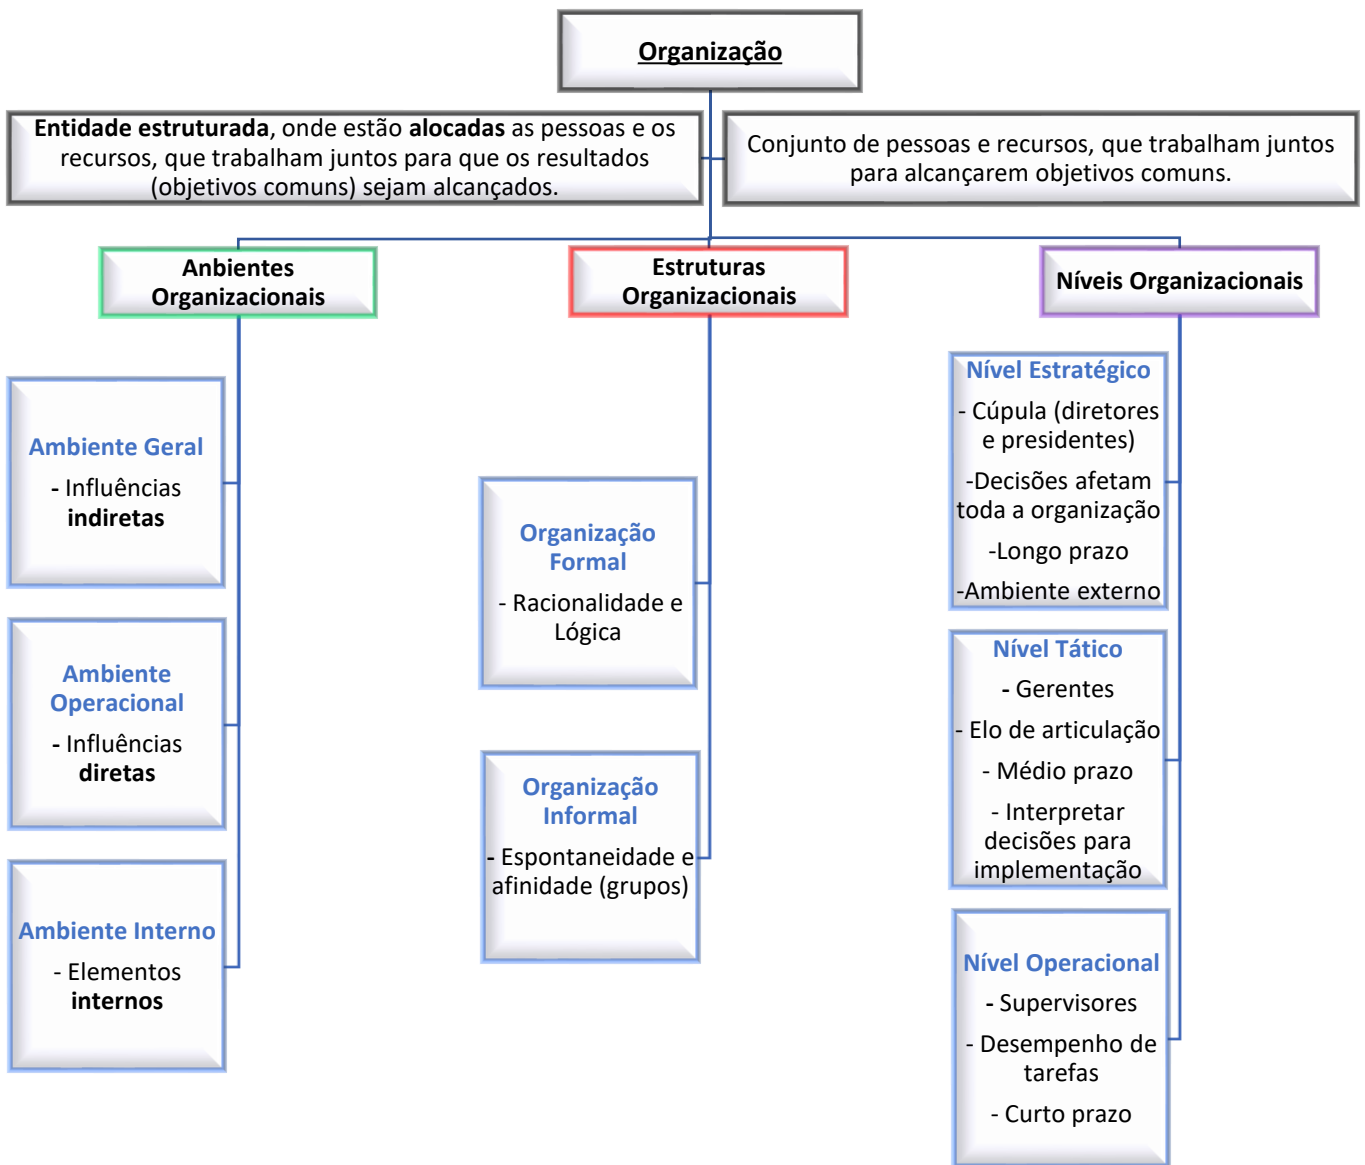 Organização
Entidade estruturada, onde estão alocadas as pessoas e os
recursos, que trabalham juntos para que os resultados
(objetivos comuns) sejam alcançados.
Conjunto de pessoas e recursos, que trabalham juntos
para alcançarem objetivos comuns.
Anbientes
Organizacionais
Ambiente Geral
- Influências
indiretas
Ambiente
Operacional
- Influências
diretas
Ambiente Interno
- Elementos
internos
Estruturas
Organizacionais
Organização
Formal
- Racionalidade e
Lógica
Organização
Informal
- Espontaneidade e
afinidade (grupos)
Níveis Organizacionais
Nível Estratégico
- Cúpula (diretores
e presidentes)
-Decisões afetam
toda a organização
-Longo prazo
-Ambiente externo
Nível Tático
- Gerentes
- Elo de articulação
- Médio prazo
- Interpretar
decisões para
implementação
Nível Operacional
- Supervisores
- Desempenho de
tarefas
- Curto prazo